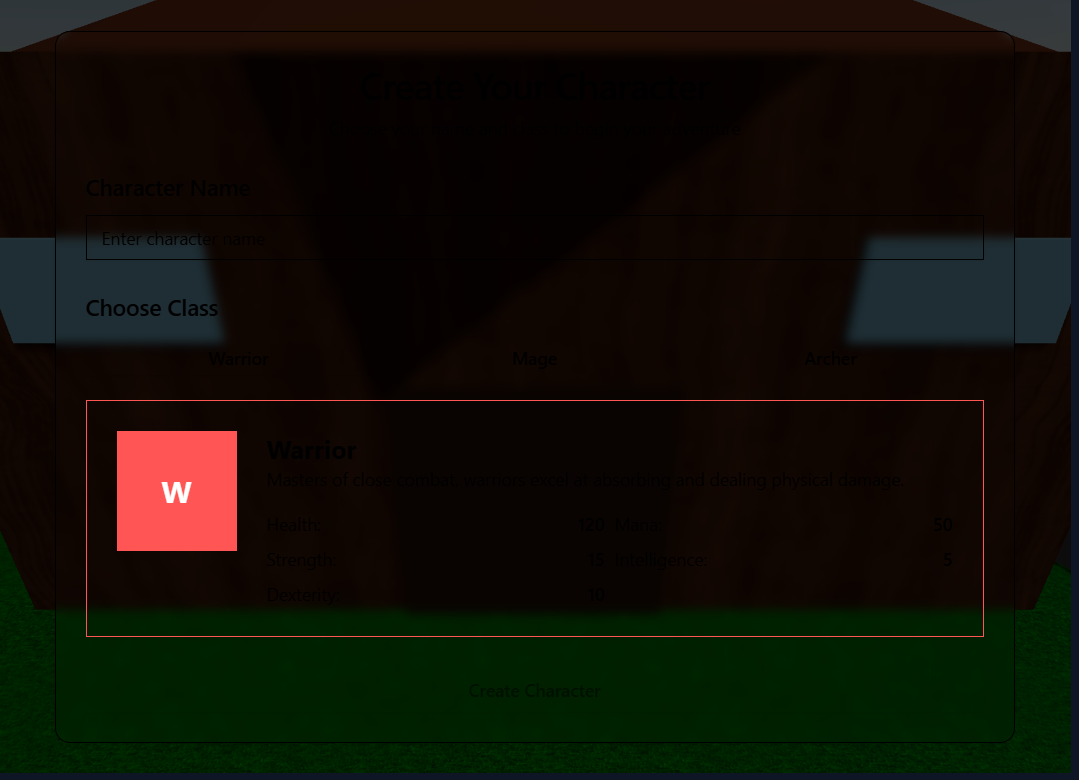 Create Your Character
Character Name
Enter character name
Choose Class
Warrior
Mage
Archer
W
Warrior
Masters of close combat, warriors excel at absorbing and dealing physical damage.
Health: 120 Mana: 50
Strength: 15 Intelligence: 5
Dexterity: 10
Create Character